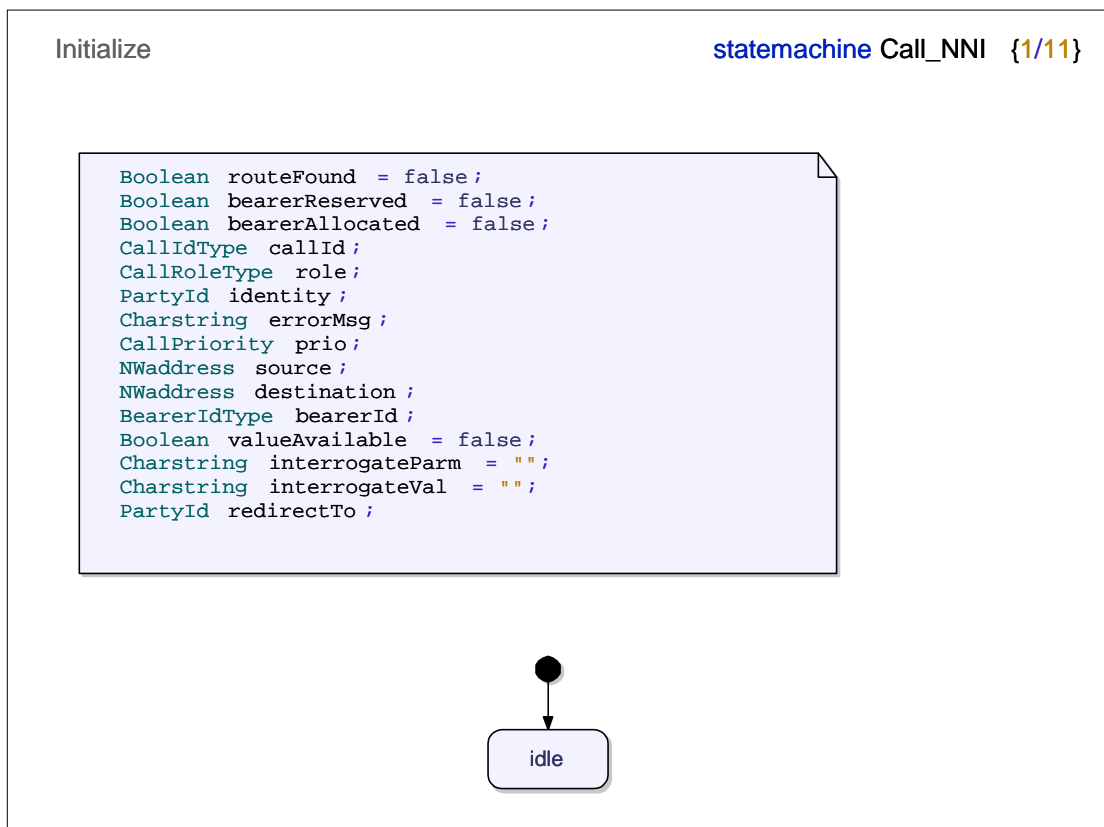 Initialize
statemachine Call_NNI {1/11}
Boolean routeFound = false;
Boolean bearerReserved = false;
Boolean bearerAllocated = false;
CallIdType callId;
CallRoleType role;
PartyId identity;
Charstring errorMsg;
CallPriority prio;
NWaddress source;
NWaddress destination;
BearerIdType bearerId;
Boolean valueAvailable = false;
Charstring interrogateParm = "";
Charstring interrogateVal = "";
PartyId redirectTo;
idle